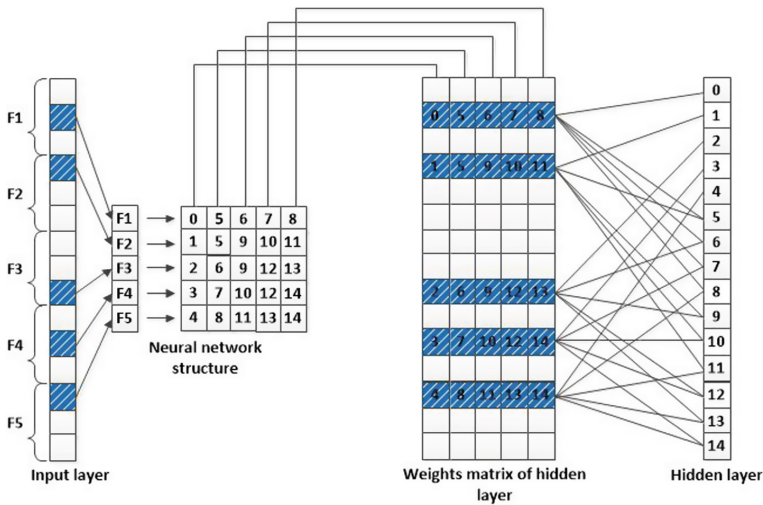 F1
F2
F3
F4
F5
Input layer
F1
F2
F3
F4
F5
0 5 6 7 8
1 5 9 10 11
2 6 9 12 13
3 7 10 12 14
4 8 11 13 14
Neural network
structure
0 5 6 7 8
1 5 9 10 11
2 6 9 12 13
3 7 10 12 14
4 8 11 13 14
Weights matrix of hidden
layer
0
1
2
3
4
5
6
7
8
9
10
11
12
13
14
Hidden layer